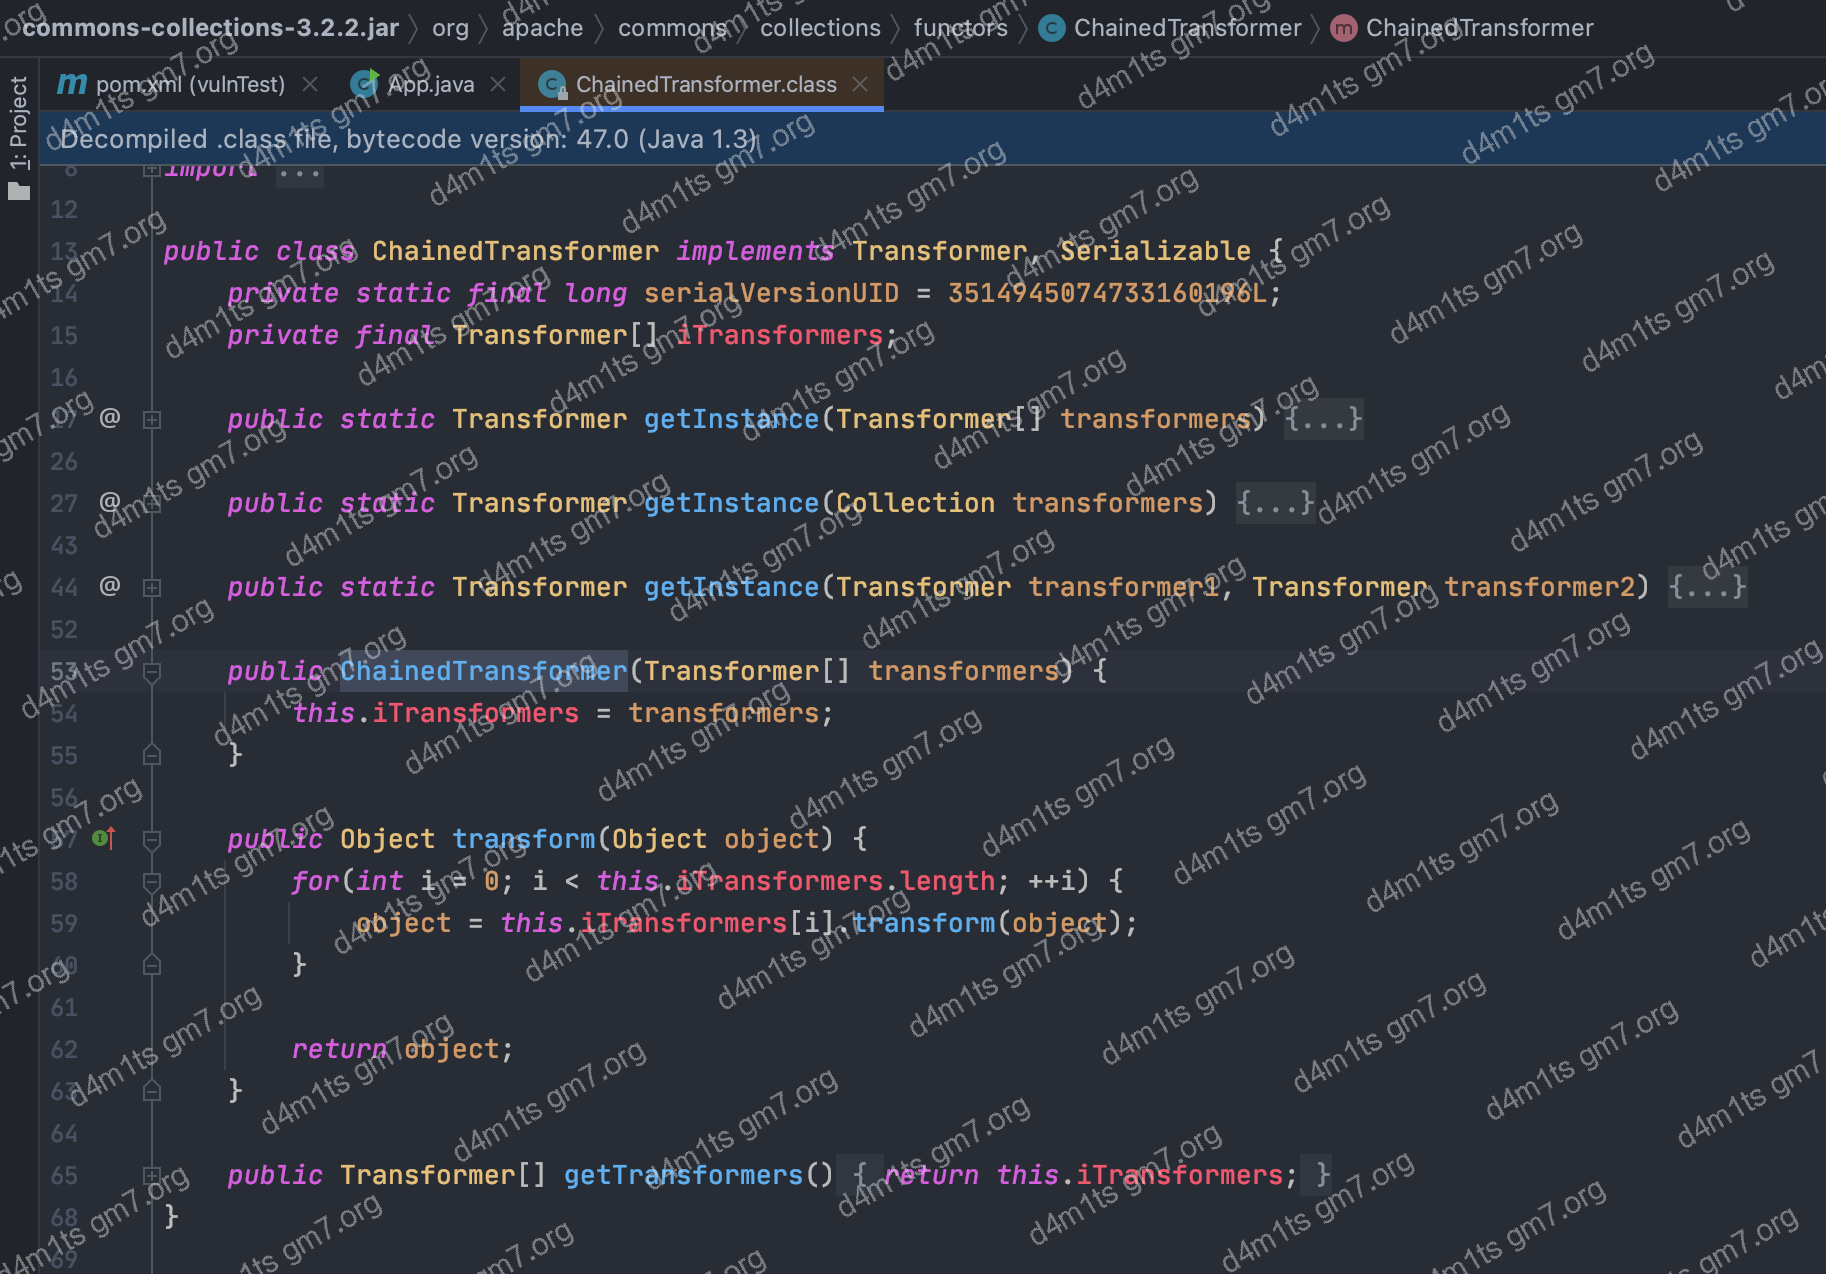 commons-collections-3.2.2.jar 〉 org 〉 apache 〉 commons 〉 collections 〉 functors 〉 ChainedTransformer 〉 ChainedTransformer
1: Project
pom.xml (vulnTest) App.java ChainedTransformer.class
Decompiled .class file, bytecode version: 47.0 (Java 1.3)
8 import ...
12
13 public class ChainedTransformer implements Transformer, Serializable {
14     private static final long serialVersionUID = 3514945074733160196L;
15     private final Transformer[] iTransformers;
16
17 @     public static Transformer getInstance(Transformer[] transformers) {...}
26
27 @     public static Transformer getInstance(Collection transformers) {...}
43
44 @     public static Transformer getInstance(Transformer transformer1, Transformer transformer2) {...}
52
53     public ChainedTransformer(Transformer[] transformers) {
54         this.iTransformers = transformers;
55     }
56
57     public Object transform(Object object) {
58         for(int i = 0; i < this.iTransformers.length; ++i) {
59             object = this.iTransformers[i].transform(object);
60         }
61
62         return object;
63     }
64
65     public Transformer[] getTransformers() { return this.iTransformers; }
68 }
69
d4m1ts gm7.org